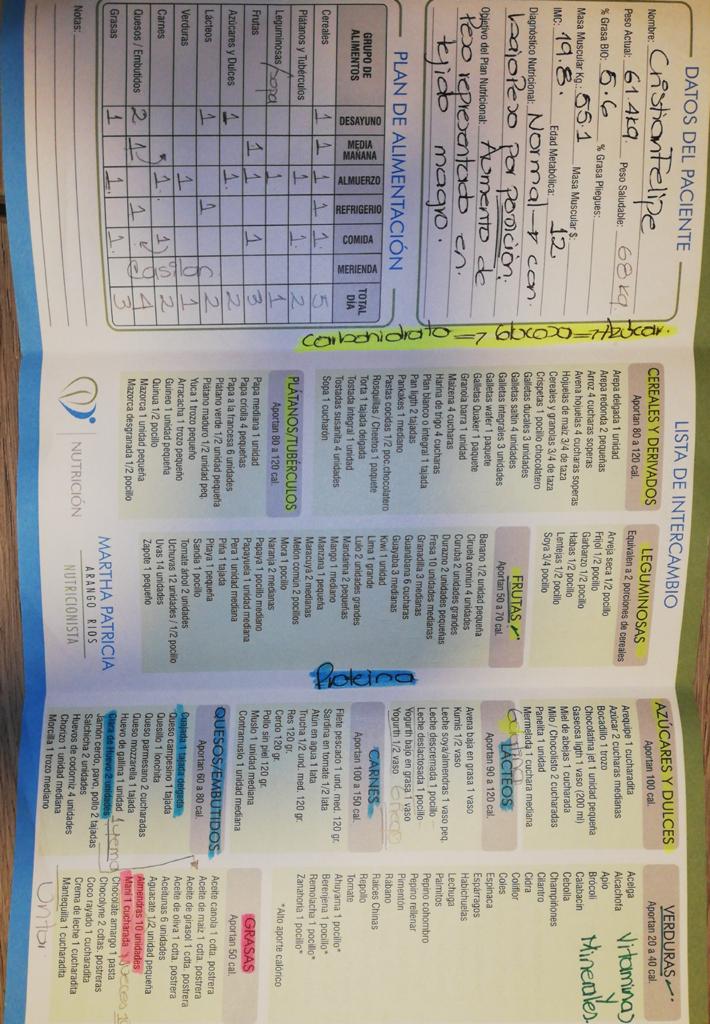 DATOS DEL PACIENTE
Nombre: Cristian Felipe
Peso Actual: 61.4kg Peso Saludable: 68kg
% Grasa BIO: 5.6 % Grasa Pliegues:
Masa Muscular Kg: 55.1 Masa Muscular $:
IMC: 19.8. Edad Metabólica: 12
Diagnóstico Nutricional: Normal → con
bajo peso por posición.
Objetivo del Plan Nutricional: Aumento de
peso representado en
tejido magro.
PLAN DE ALIMENTACIÓN
GRUPO DE ALIMENTOS DESAYUNO MEDIA MAÑANA ALMUERZO REFRIGERIO COMIDA MERIENDA TOTAL DÍA
Cereales 1 1 1 1 1 5
Plátanos y Tubérculos 1 1 2
Leguminosas/sopa 1 1
Frutas 1 1 1 3
Azúcares y Dulces 1 1 2
Lácteos 1 1 2
Verduras 1 1 2
Carnes 1 1 2
Quesos / Embutidos 2 1 1 4
Grasas 1 1 1 3
Notas:
carbohidrato => Glucosa => Azúcar.
LISTA DE INTERCAMBIO
CEREALES Y DERIVADOS
Aportan 80 a 120 cal.
Arepa delgada 1 unidad
Arepa redonda 2 pequeñas
Arroz 4 cucharas soperas
Avena hojuelas 4 cucharas soperas
Hojuelas de maíz 3/4 de taza
Cereales y granolas 3/4 de taza
Crispetas 1 pocillo chocolatero
Galletas ducales 3 unidades
Galletas saltín 4 unidades
Galletas integrales 3 unidades
Galletas wafer 1 paquete
Galletas Quaker 1 paquete
Granola barra 1 unidad
Maizena 4 cucharas
Harina de trigo 4 cucharas
Pan blanco o integral 1 tajada
Pan light 2 tajadas
Pankakes 1 mediano
Pastas cocidas 1/2 poc.chocolatero
Rosquillas / Cheetos 1 paquete
Torta 1 tajada delgada
Tostada integral 1 unidad
Tostadas susanita 4 unidades
Sopa 1 cucharón
PLÁTANOS/TUBÉRCULOS
Aportan 80 a 120 cal.
Papa mediana 1 unidad
Papa criolla 4 pequeñas
Papa a la francesa 6 unidades
Plátano verde 1/2 unidad pequeña
Plátano maduro 1/2 unidad peq.
Yuca 1 trozo pequeño
Arracacha 1 trozo pequeño
Guineo 1 unidad pequeña
Quinua 1/2 pocillo
Mazorca 1 unidad pequeña
Mazorca desgranada 1/2 pocillo
NUTRICIÓN
LEGUMINOSAS
Equivalen a 2 porciones de cereales
Arveja seca 1/2 pocillo
Frijol 1/2 pocillo
Garbanzo 1/2 pocillo
Habas 1/2 pocillo
Lentejas 1/2 pocillo
Soya 3/4 pocillo
FRUTAS
Aportan 50 a 70 cal.
Banano 1/2 unidad pequeña
Ciruela común 4 unidades
Curuba 2 unidades grandes
Durazno 2 unidades pequeñas
Fresa 10 unidades medianas
Granadilla 3 medianas
Guanábana 6 cucharas
Guayaba 3 medianas
Kiwi 1 unidad
Lima 1 grande
Lulo 2 unidades grandes
Mandarina 2 pequeñas
Mango 1 mediano
Manzana 1 pequeña
Maracuyá 2 medianas
Melón común 2 pocillos
Mora 1 pocillo
Naranja 2 medianas
Papaya 1 pocillo mediano
Papayuela 1 unidad mediana
Pera 1 unidad mediana
Piña 1 tajada
Pitaya 1 pequeña
Sandía 1 pocillo
Tomate árbol 2 unidades
Uchuvas 12 unidades / 1/2 pocillo
Uvas 14 unidades
Zapote 1 pequeño
MARTHA PATRICIA
ARANGO RIOS
NUTRICIONISTA
Proteína
AZÚCARES Y DULCES
Aportan 100 cal.
Arequipe 1 cucharadita
Azúcar 2 cucharas medianas
Bocadillo 1 trozo
Chocolatina jet 1 unidad pequeña
Gaseosa light 1 vaso (200 ml)
Miel de abejas 1 cucharada
Milo / Chocolisto 2 cucharadas
Panelita 1 unidad
Mermelada 1 cuchara mediana
LÁCTEOS
Aportan 90 a 120 cal.
Avena baja en grasa 1 vaso
Kumis 1/2 vaso
Leche soya/almendras 1 vaso peq.
Leche descremada 1 pocillo
Leche deslactosada 1 pocillo
Yogurth bajo en grasa 1 vaso
Yogurth 1/2 vaso
CARNES
Aportan 100 a 150 cal.
Filete pescado 1 und. med. 120 gr.
Sardina en tomate 1/2 lata
Atún en agua 1 lata
Trucha 1/2 und. med. 120 gr.
Res 120 gr.
Cerdo 120 gr.
Pollo sin piel 120 gr.
Muslo 1 unidad mediana
Contramuslo 1 unidad mediana
QUESOS/EMBUTIDOS
Aportan 60 a 80 cal.
Cuajada 1 tajada delgada
Queso campesino 1 tajada
Quesito 1 lonchita
Queso parmesano 2 cucharadas
Queso mozzarella 1 tajada
Huevo de gallina 1 unidad
Clara de huevo 2 unidades
1 yema
Jamón cerdo, pavo, pollo 2 tajadas
Salchicha 2 unidades
Huevos de codorniz 4 unidades
Chorizo 1 unidad mediana
Morcilla 1 trozo mediano
VERDURAS
Aportan 20 a 40 cal.
Vitaminas
y
Minerales
Acelga
Alcachofa
Apio
Brócoli
Calabacín
Cebolla
Champiñones
Cilantro
Cidra
Coliflor
Coles
Espinaca
Espárragos
Habichuelas
Lechuga
Palmitos
Pepino cohombro
Pepino rellenar
Pimentón
Rábano
Raíces Chinas
Repollo
Tomate
Ahuyama 1 pocillo*
Berenjena 1 pocillo*
Remolacha 1 pocillo*
Zanahoria 1 pocillo*
*Alto aporte calórico
GRASAS
Aportan 50 cal.
Aceite canola 1 cdta. postrera
Aceite de maíz 1 cdta. postrera
Aceite de girasol 1 cdta. postrera
Aceite de oliva 1 cdta. postrera
Aceitunas 6 unidades
Aguacate 1/2 unidad pequeña
Almendras 10 unidades
Maní 1 cucharada
Chocolate amargo 1 pasta
Chocolyne 2 cdtas. postreras
Coco rayado 1 cucharadita
Crema de leche 1 cucharadita
Mantequilla 1 cucharadita
Untar